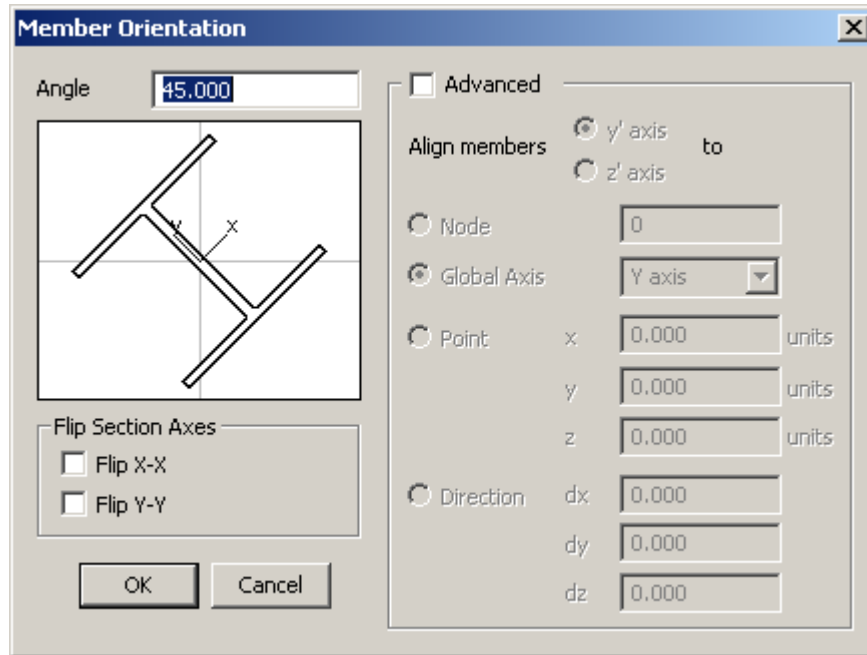 Member Orientation
Angle 45.000
y x
Flip Section Axes
Flip X-X
Flip Y-Y
OK Cancel
Advanced
Align members y' axis to
z' axis
Node 0
Global Axis Y axis
Point x 0.000 units
y 0.000 units
z 0.000 units
Direction dx 0.000
dy 0.000
dz 0.000